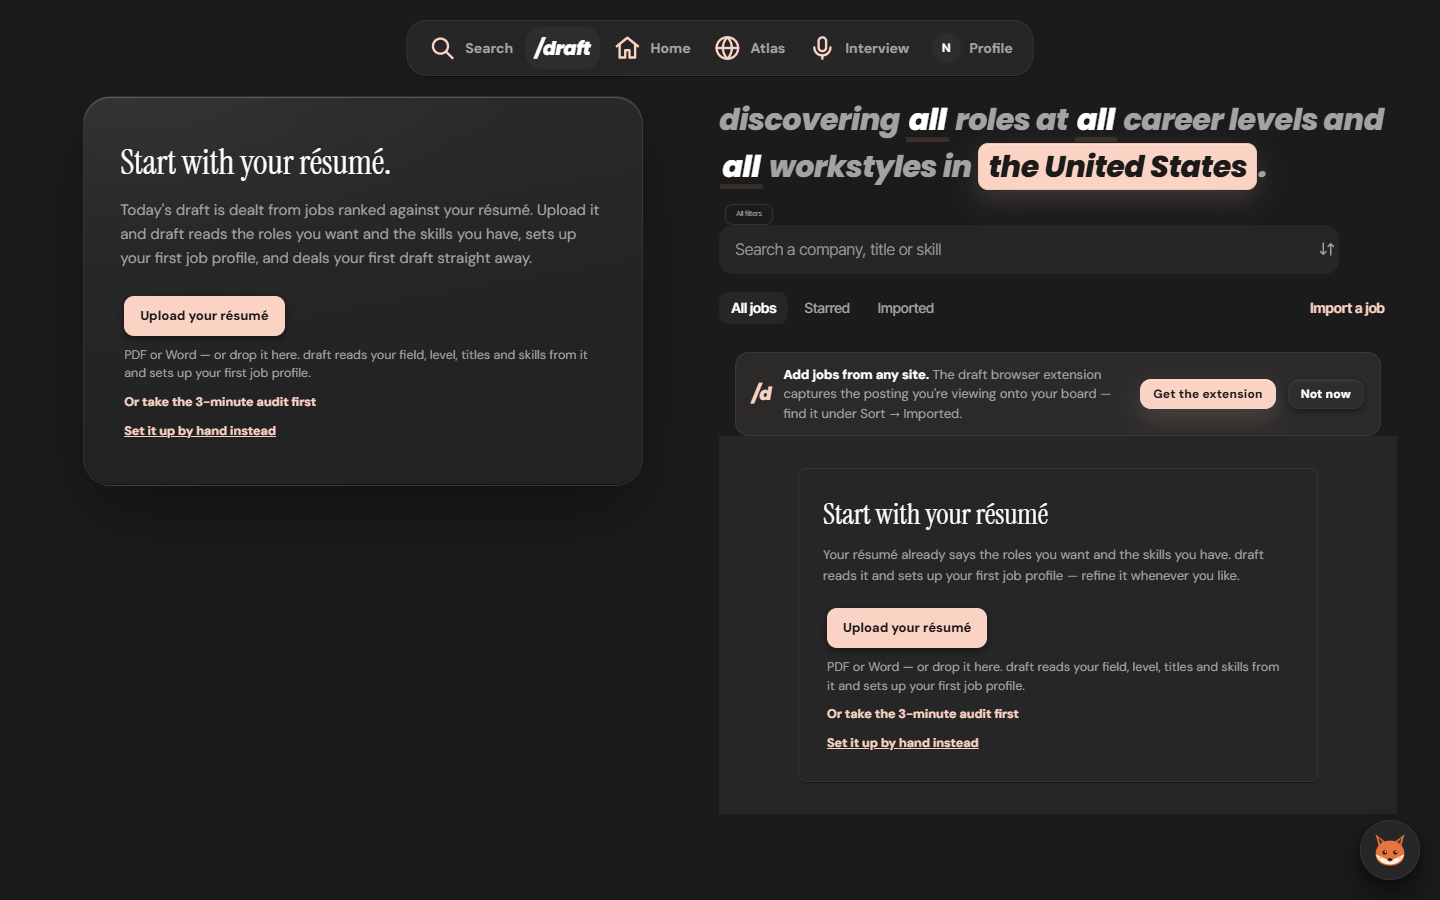 Search
/draft
Home
Atlas
Interview
N
Profile
Start with your résumé.
Today's draft is dealt from jobs ranked against your résumé. Upload it
and draft reads the roles you want and the skills you have, sets up
your first job profile, and deals your first draft straight away.
Upload your résumé
PDF or Word — or drop it here. draft reads your field, level, titles and skills from it
and sets up your first job profile.
Or take the 3-minute audit first
Set it up by hand instead
discovering all roles at all career levels and
all workstyles in the United States.
All filters
Search a company, title or skill
All jobs
Starred
Imported
Import a job
/d
Add jobs from any site. The draft browser extension
captures the posting you're viewing onto your board —
find it under Sort → Imported.
Get the extension
Not now
Start with your résumé
Your résumé already says the roles you want and the skills you have. draft
reads it and sets up your first job profile — refine it whenever you like.
Upload your résumé
PDF or Word — or drop it here. draft reads your field, level, titles and skills from
it and sets up your first job profile.
Or take the 3-minute audit first
Set it up by hand instead